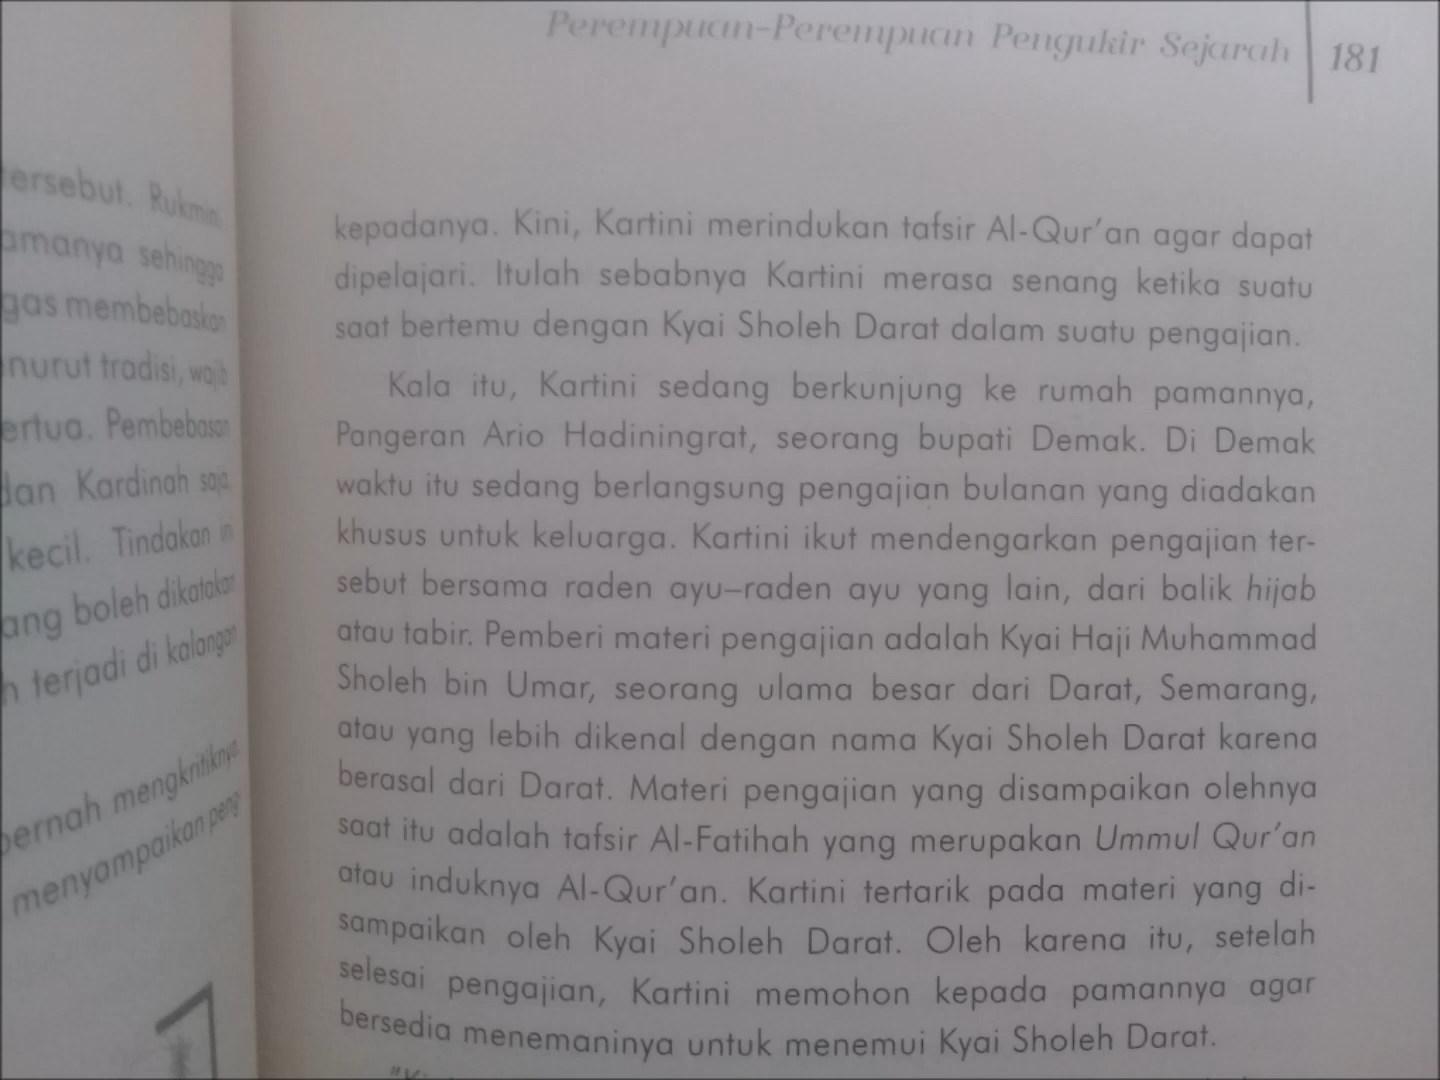 tersebut. Rukmini
amanya sehingga
gas membebaskan
nurut tradisi, wajib
ertua. Pembebasan
dan Kardinah saja,
kecil. Tindakan in
ang boleh dikatakan
h terjadi di kalangan
pernah mengkritiknya.
menyampaikan peng
Perempuan-Perempuan Pengukir Sejarah 181
kepadanya. Kini, Kartini merindukan tafsir Al-Qur'an agar dapat
dipelajari. Itulah sebabnya Kartini merasa senang ketika suatu
saat bertemu dengan Kyai Sholeh Darat dalam suatu pengajian.
Kala itu, Kartini sedang berkunjung ke rumah pamannya,
Pangeran Ario Hadiningrat, seorang bupati Demak. Di Demak
waktu itu sedang berlangsung pengajian bulanan yang diadakan
khusus untuk keluarga. Kartini ikut mendengarkan pengajian ter-
sebut bersama raden ayu–raden ayu yang lain, dari balik hijab
atau tabir. Pemberi materi pengajian adalah Kyai Haji Muhammad
Sholeh bin Umar, seorang ulama besar dari Darat, Semarang,
atau yang lebih dikenal dengan nama Kyai Sholeh Darat karena
berasal dari Darat. Materi pengajian yang disampaikan olehnya
saat itu adalah tafsir Al-Fatihah yang merupakan Ummul Qur'an
atau induknya Al-Qur'an. Kartini tertarik pada materi yang di-
sampaikan oleh Kyai Sholeh Darat. Oleh karena itu, setelah
selesai pengajian, Kartini memohon kepada pamannya agar
bersedia menemaninya untuk menemui Kyai Sholeh Darat.